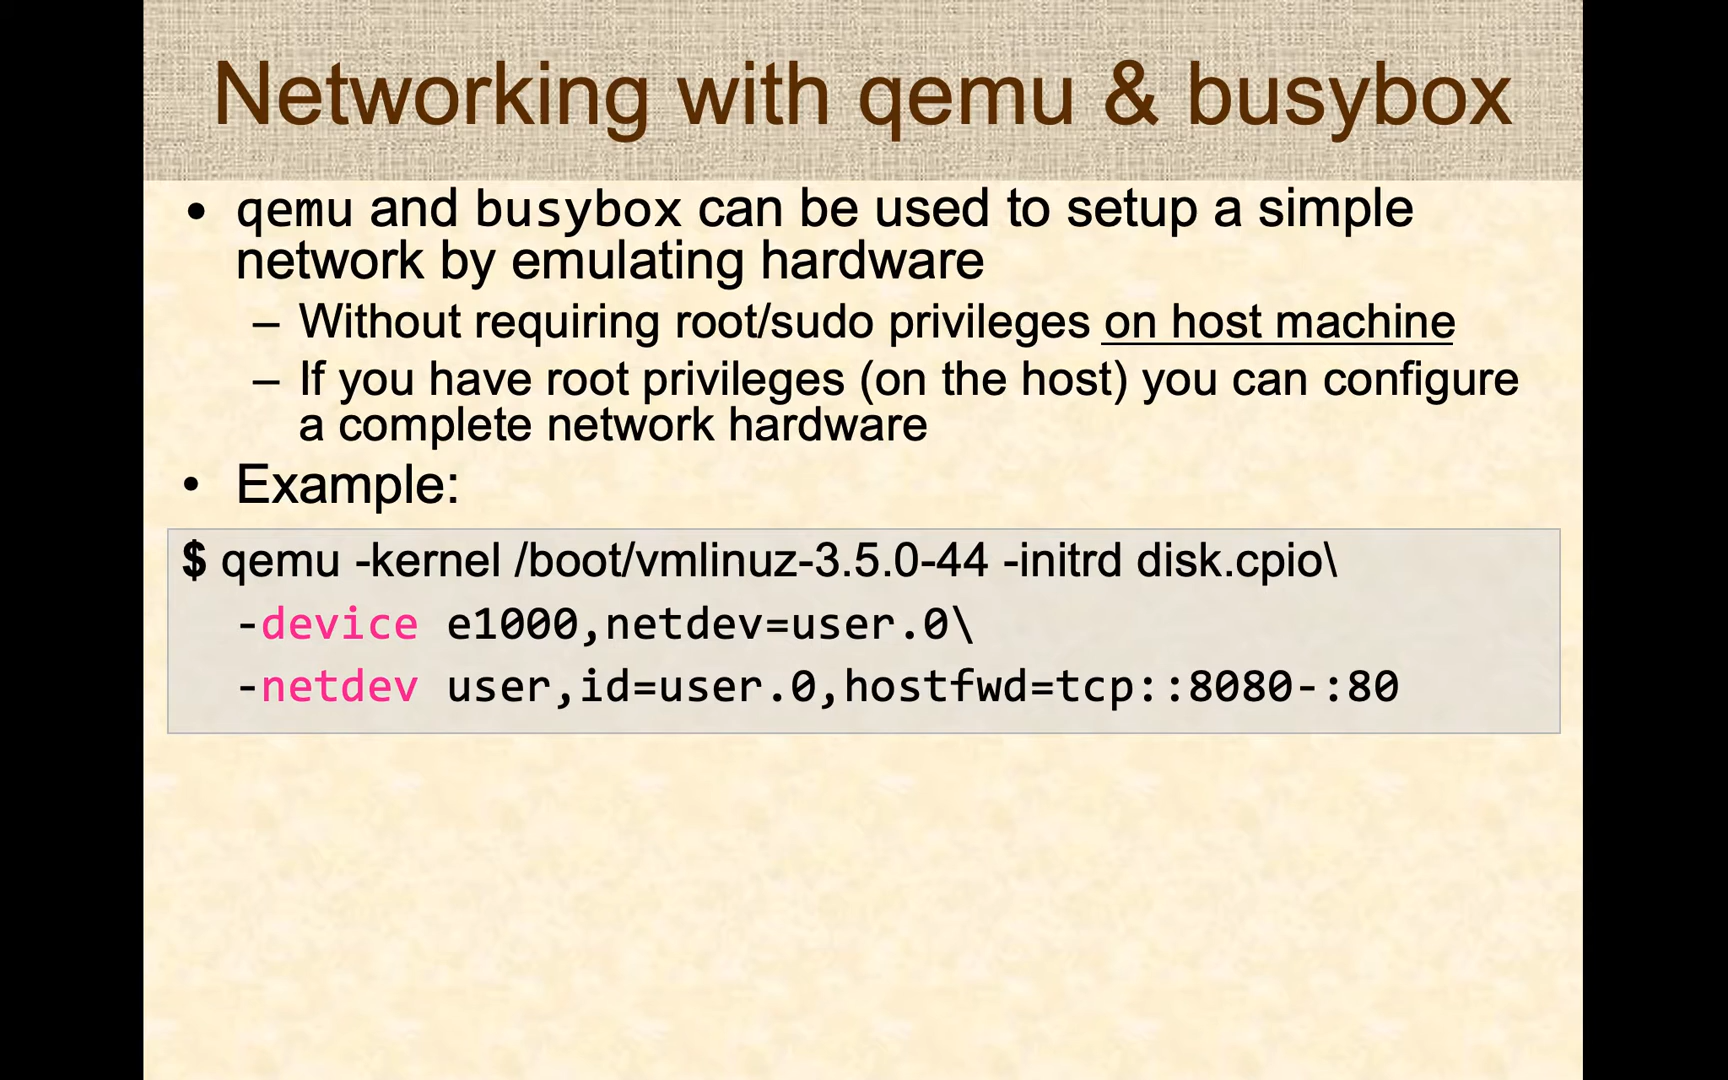 Networking with qemu & busybox
• qemu and busybox can be used to setup a simple
network by emulating hardware
– Without requiring root/sudo privileges on host machine
– If you have root privileges (on the host) you can configure
a complete network hardware
• Example:
$ qemu -kernel /boot/vmlinuz-3.5.0-44 -initrd disk.cpio\
-device e1000,netdev=user.0\
-netdev user,id=user.0,hostfwd=tcp::8080-:80